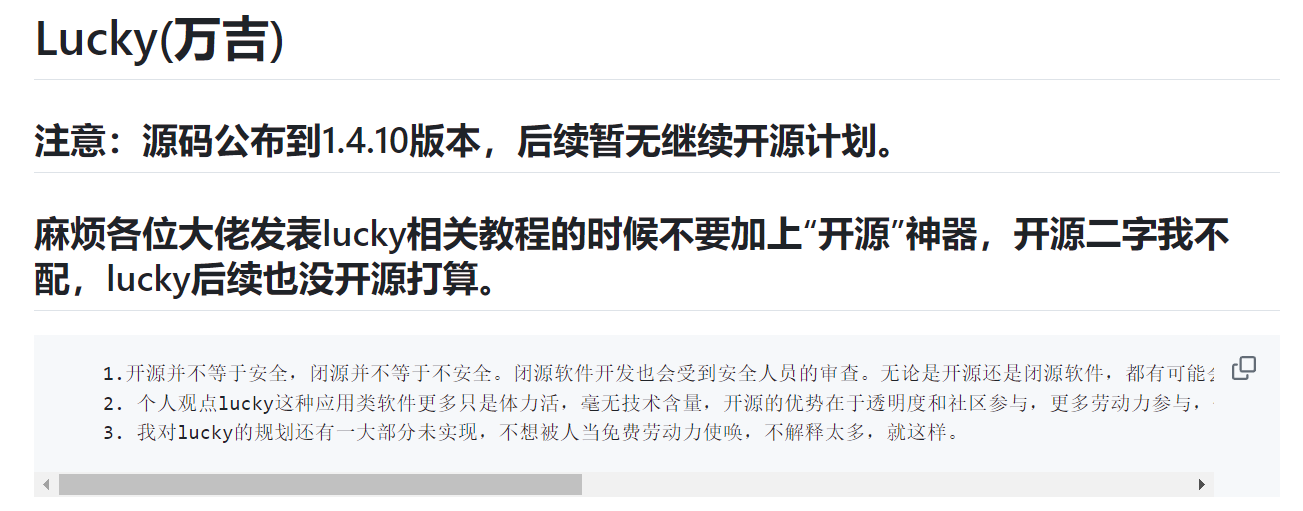 Lucky(万吉)
注意：源码公布到1.4.10版本，后续暂无继续开源计划。
麻烦各位大佬发表lucky相关教程的时候不要加上“开源”神器，开源二字我不
配，lucky后续也没开源打算。
1.开源并不等于安全，闭源并不等于不安全。闭源软件开发也会受到安全人员的审查。无论是开源还是闭源软件，都有可能
2. 个人观点lucky这种应用类软件更多只是体力活，毫无技术含量，开源的优势在于透明度和社区参与，更多劳动力参与，
3. 我对lucky的规划还有一大部分未实现，不想被人当免费劳动力使唤，不解释太多，就这样。